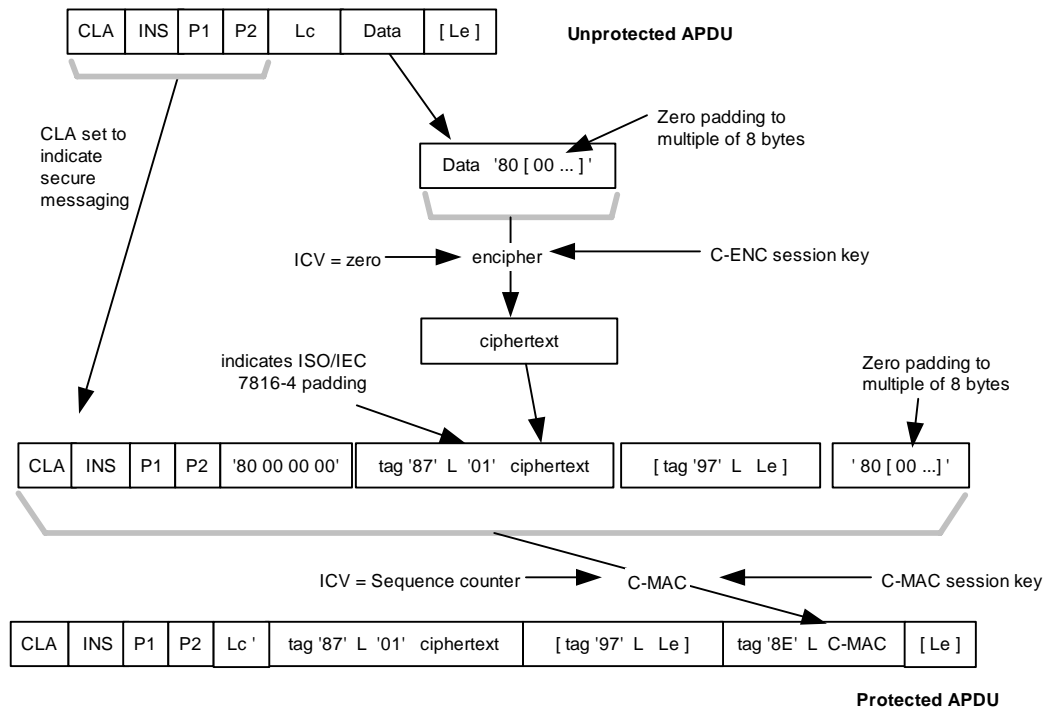 CLA INS P1 P2 Lc Data [ Le ] Unprotected APDU
CLA set to
indicate
secure
messaging
Zero padding to
multiple of 8 bytes
Data '80 [ 00 ... ] '
ICV = zero encipher C-ENC session key
ciphertext
indicates ISO/IEC
7816-4 padding
Zero padding to
multiple of 8 bytes
CLA INS P1 P2 '80 00 00 00' tag '87' L '01' ciphertext [ tag '97' L Le ] ' 80 [ 00 ...] '
ICV = Sequence counter C-MAC C-MAC session key
CLA INS P1 P2 Lc ' tag '87' L '01' ciphertext [ tag '97' L Le ] tag '8E' L C-MAC [ Le ]
Protected APDU